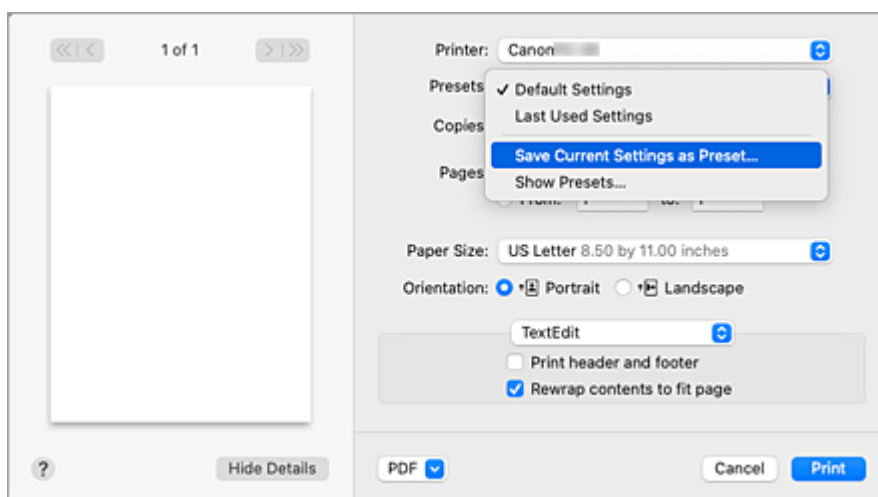 1 of 1
Printer: Canon
Presets
✓ Default Settings
Last Used Settings
Copies
Save Current Settings as Preset...
Pages
Show Presets...
Paper Size: US Letter 8.50 by 11.00 inches
Orientation: Portrait Landscape
TextEdit
Print header and footer
Rewrap contents to fit page
? Hide Details PDF Cancel Print